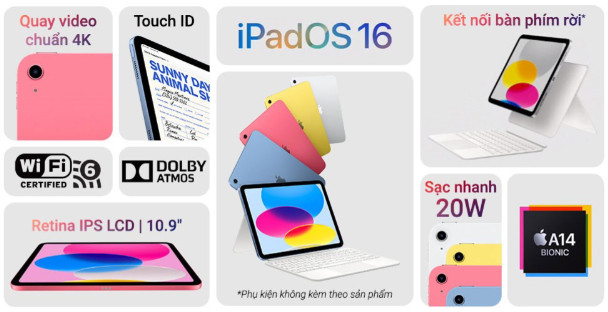 Quay video
chuẩn 4K
Touch ID
SUNNY DAY
ANIMAL SH
iPadOS 16
Kết nối bàn phím rời*
Wi Fi 6
CERTIFIED
DOLBY
ATMOS
Retina IPS LCD | 10.9"
*Phụ kiện không kèm theo sản phẩm
Sạc nhanh
20W
A14
BIONIC